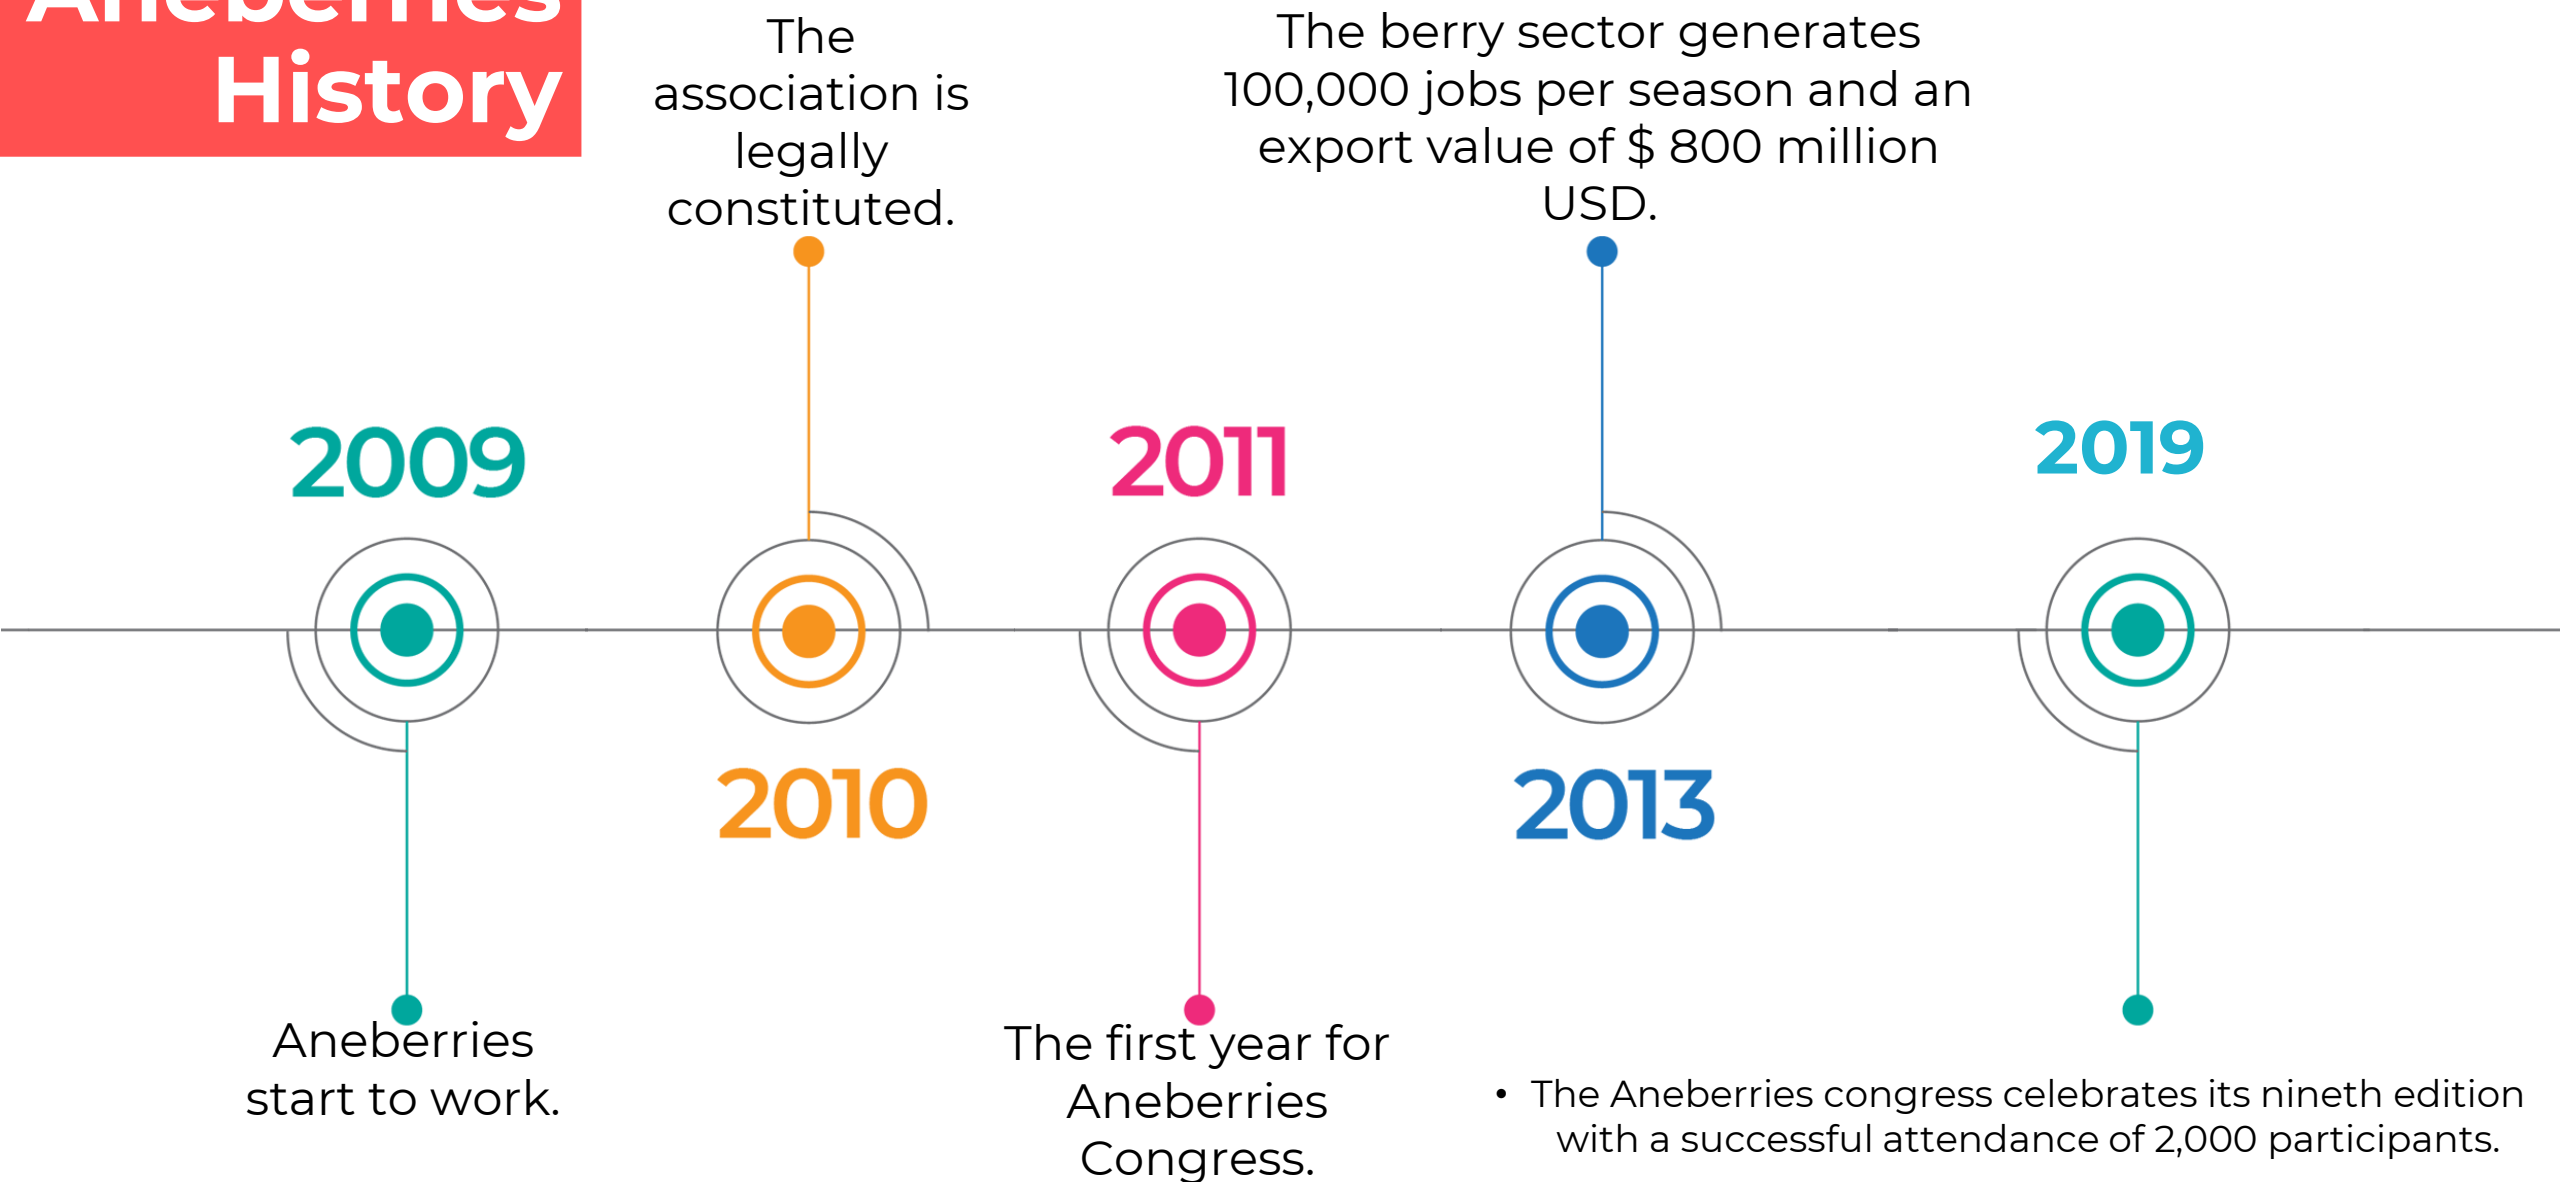 Aneberries
History
The
association is
legally
constituted.
The berry sector generates
100,000 jobs per season and an
export value of $ 800 million
USD.
2009
2011
2019
2010
2013
Aneberries
start to work.
The first year for
Aneberries
Congress.
• The Aneberries congress celebrates its nineth edition
with a successful attendance of 2,000 participants.